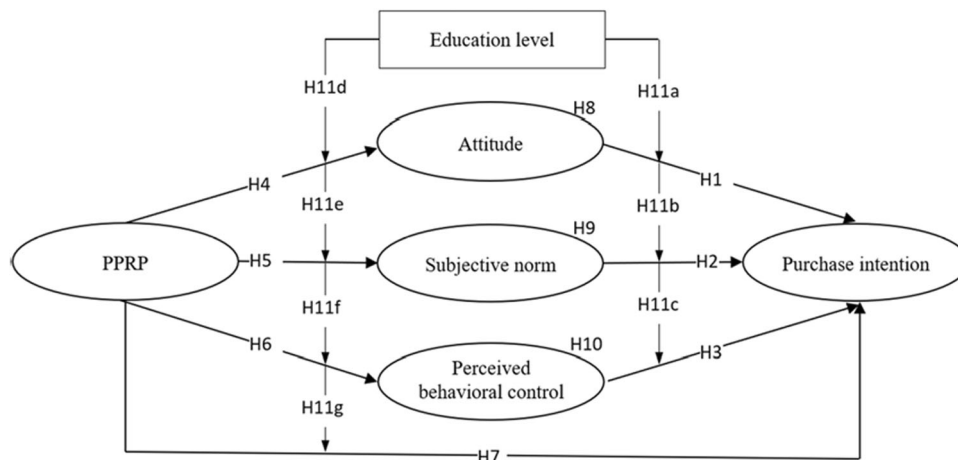 Education level
H11d
H11a
H8
Attitude
H4
H1
H11e
H11b
H9
PPRP
H5
Subjective norm
H2
Purchase intention
H11f
H11c
H6
H10
H3
Perceived
behavioral control
H11g
H7